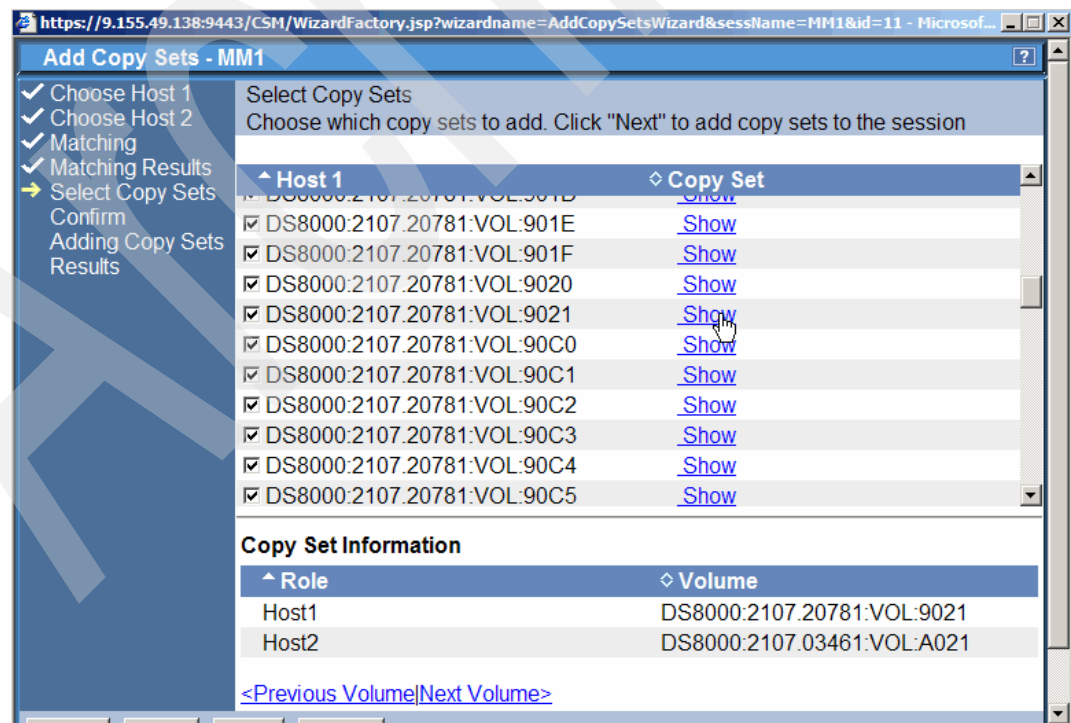 https://9.155.49.138:9443/CSM/WizardFactory.jsp?wizardname=AddCopySetsWizard&sessName=MM1&id=11 - Microsof...
Add Copy Sets - MM1
?
Choose Host 1
Choose Host 2
Matching
Matching Results
Select Copy Sets
Confirm
Adding Copy Sets
Results
Select Copy Sets
Choose which copy sets to add. Click "Next" to add copy sets to the session
Host 1 Copy Set
DS8000:2107.20781:VOL:901D Show
DS8000:2107.20781:VOL:901E Show
DS8000:2107.20781:VOL:901F Show
DS8000:2107.20781:VOL:9020 Show
DS8000:2107.20781:VOL:9021 Show
DS8000:2107.20781:VOL:90C0 Show
DS8000:2107.20781:VOL:90C1 Show
DS8000:2107.20781:VOL:90C2 Show
DS8000:2107.20781:VOL:90C3 Show
DS8000:2107.20781:VOL:90C4 Show
DS8000:2107.20781:VOL:90C5 Show
Copy Set Information
Role Volume
Host1 DS8000:2107.20781:VOL:9021
Host2 DS8000:2107.03461:VOL:A021
<Previous Volume|Next Volume>